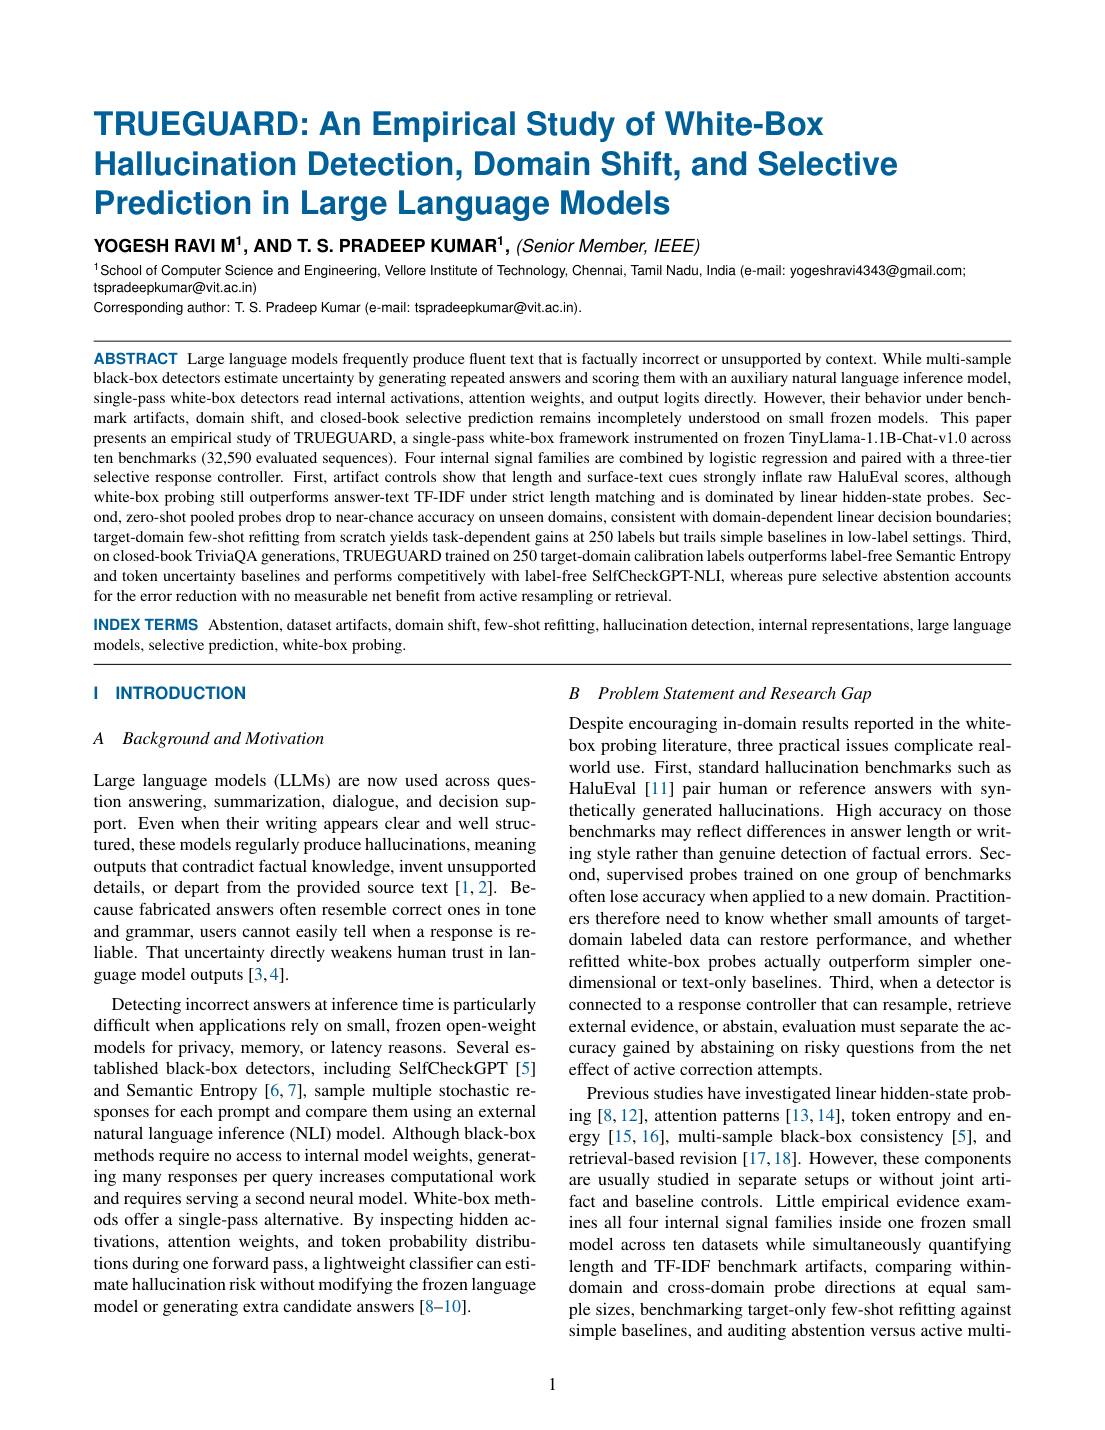 TRUEGUARD: An Empirical Study of White-Box
Hallucination Detection, Domain Shift, and Selective
Prediction in Large Language Models
YOGESH RAVI M1, AND T. S. PRADEEP KUMAR1, (Senior Member, IEEE)
1School of Computer Science and Engineering, Vellore Institute of Technology, Chennai, Tamil Nadu, India (e-mail: yogeshravi4343@gmail.com;
tspradeepkumar@vit.ac.in)
Corresponding author: T. S. Pradeep Kumar (e-mail: tspradeepkumar@vit.ac.in).
ABSTRACT Large language models frequently produce fluent text that is factually incorrect or unsupported by context. While multi-sample
black-box detectors estimate uncertainty by generating repeated answers and scoring them with an auxiliary natural language inference model,
single-pass white-box detectors read internal activations, attention weights, and output logits directly. However, their behavior under bench-
mark artifacts, domain shift, and closed-book selective prediction remains incompletely understood on small frozen models. This paper
presents an empirical study of TRUEGUARD, a single-pass white-box framework instrumented on frozen TinyLlama-1.1B-Chat-v1.0 across
ten benchmarks (32,590 evaluated sequences). Four internal signal families are combined by logistic regression and paired with a three-tier
selective response controller. First, artifact controls show that length and surface-text cues strongly inflate raw HaluEval scores, although
white-box probing still outperforms answer-text TF-IDF under strict length matching and is dominated by linear hidden-state probes. Sec-
ond, zero-shot pooled probes drop to near-chance accuracy on unseen domains, consistent with domain-dependent linear decision boundaries;
target-domain few-shot refitting from scratch yields task-dependent gains at 250 labels but trails simple baselines in low-label settings. Third,
on closed-book TriviaQA generations, TRUEGUARD trained on 250 target-domain calibration labels outperforms label-free Semantic Entropy
and token uncertainty baselines and performs competitively with label-free SelfCheckGPT-NLI, whereas pure selective abstention accounts
for the error reduction with no measurable net benefit from active resampling or retrieval.
INDEX TERMS Abstention, dataset artifacts, domain shift, few-shot refitting, hallucination detection, internal representations, large language
models, selective prediction, white-box probing.
I INTRODUCTION
A Background and Motivation
Large language models (LLMs) are now used across ques-
tion answering, summarization, dialogue, and decision sup-
port. Even when their writing appears clear and well struc-
tured, these models regularly produce hallucinations, meaning
outputs that contradict factual knowledge, invent unsupported
details, or depart from the provided source text [1, 2]. Be-
cause fabricated answers often resemble correct ones in tone
and grammar, users cannot easily tell when a response is re-
liable. That uncertainty directly weakens human trust in lan-
guage model outputs [3,4].
Detecting incorrect answers at inference time is particularly
difficult when applications rely on small, frozen open-weight
models for privacy, memory, or latency reasons. Several es-
tablished black-box detectors, including SelfCheckGPT [5]
and Semantic Entropy [6, 7], sample multiple stochastic re-
sponses for each prompt and compare them using an external
natural language inference (NLI) model. Although black-box
methods require no access to internal model weights, generat-
ing many responses per query increases computational work
and requires serving a second neural model. White-box meth-
ods offer a single-pass alternative. By inspecting hidden ac-
tivations, attention weights, and token probability distribu-
tions during one forward pass, a lightweight classifier can esti-
mate hallucination risk without modifying the frozen language
model or generating extra candidate answers [8–10].
B Problem Statement and Research Gap
Despite encouraging in-domain results reported in the white-
box probing literature, three practical issues complicate real-
world use. First, standard hallucination benchmarks such as
HaluEval [11] pair human or reference answers with syn-
thetically generated hallucinations. High accuracy on those
benchmarks may reflect differences in answer length or writ-
ing style rather than genuine detection of factual errors. Sec-
ond, supervised probes trained on one group of benchmarks
often lose accuracy when applied to a new domain. Practition-
ers therefore need to know whether small amounts of target-
domain labeled data can restore performance, and whether
refitted white-box probes actually outperform simpler one-
dimensional or text-only baselines. Third, when a detector is
connected to a response controller that can resample, retrieve
external evidence, or abstain, evaluation must separate the ac-
curacy gained by abstaining on risky questions from the net
effect of active correction attempts.
Previous studies have investigated linear hidden-state prob-
ing [8, 12], attention patterns [13, 14], token entropy and en-
ergy [15, 16], multi-sample black-box consistency [5], and
retrieval-based revision [17, 18]. However, these components
are usually studied in separate setups or without joint arti-
fact and baseline controls. Little empirical evidence exam-
ines all four internal signal families inside one frozen small
model across ten datasets while simultaneously quantifying
length and TF-IDF benchmark artifacts, comparing within-
domain and cross-domain probe directions at equal sam-
ple sizes, benchmarking target-only few-shot refitting against
simple baselines, and auditing abstention versus active multi-
1